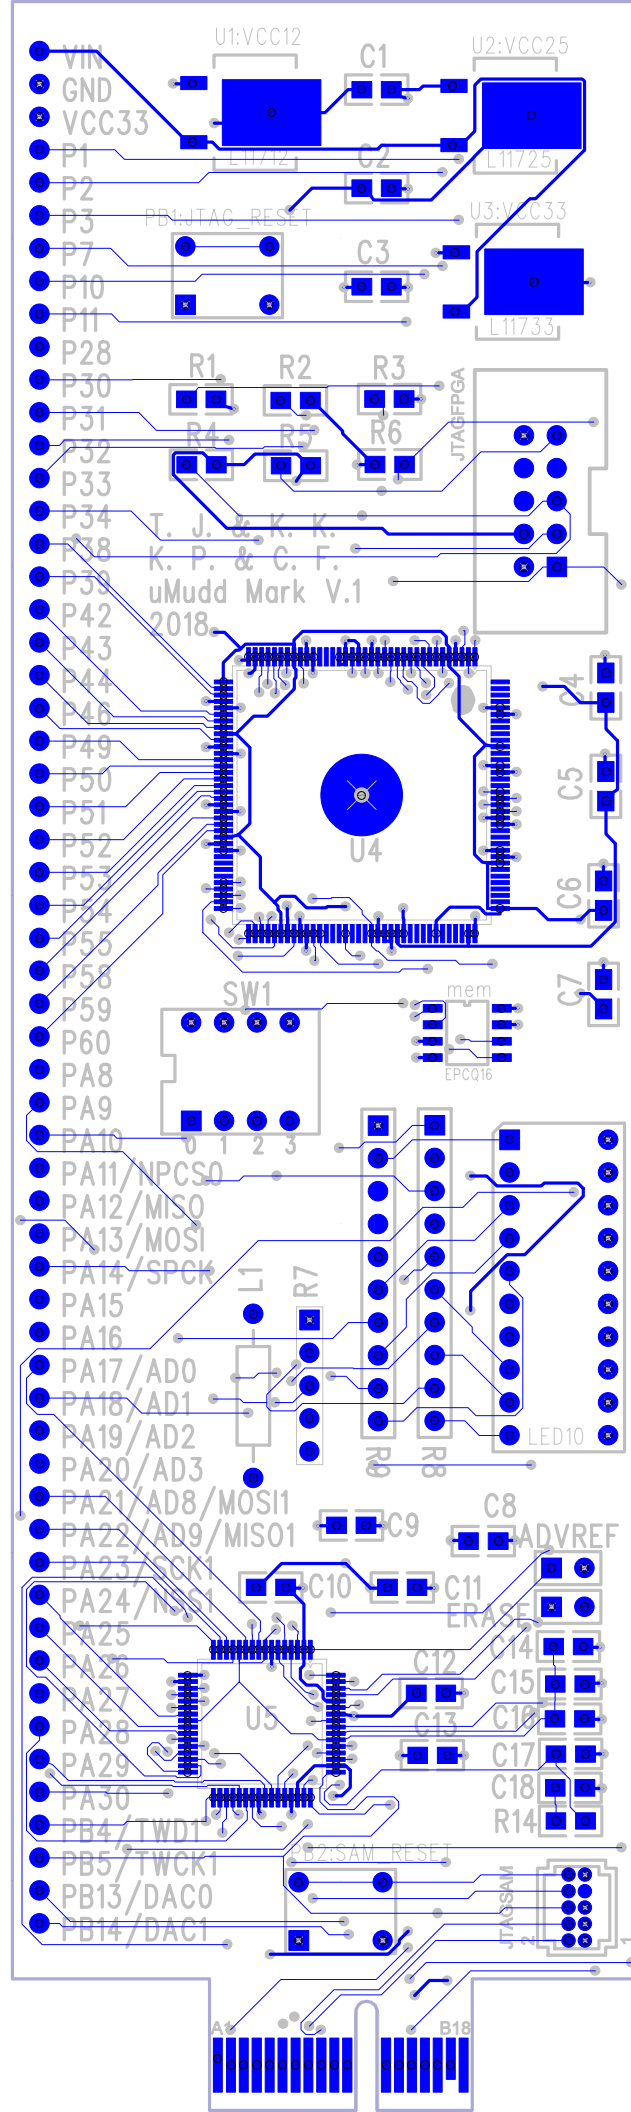 U1:VCC12
C1
U2:VCC25
VIN
GND
VCC33
P1
L11712
C2
L11725
P2
P3
PB1:JTAG_RESET
U3:VCC33
P7
P10
C3
P11
L11733
P28
P30
R1
R2
R3
P31
JTAGFPGA
P32
R4
R5
R6
P33
P34
T. J. & K. K.
P38
K. P. & C. F.
P39
uMudd Mark V.1
P42
2018
P43
P44
C4
P46
P49
P50
C5
P51
P52
U4
P53
P54
C6
P55
P58
P59
SW1
mem
C7
P60
PA8
EPCQ16
PA9
PA10
0 1 2 3
PA11/NPCS0
PA12/MISO
PA13/MOSI
PA14/SPCK
L1
R7
PA15
PA16
PA17/AD0
PA18/AD1
PA19/AD2
LED10
PA20/AD3
R9
R8
PA21/AD8/MOSI1
PA22/AD9/MISO1
C9
C8
ADVREF
PA23/SCK1
PA24/NSS1
C10
C11
ERASE
PA25
C14
PA26
C12
C15
PA27
U5
C16
PA28
C13
C17
PA29
C18
PA30
R14
PB4/TWD1
PB2:SAM_RESET
PB5/TWCK1
PB13/DAC0
JTAGSAM
PB14/DAC1
2
1
A1
B18